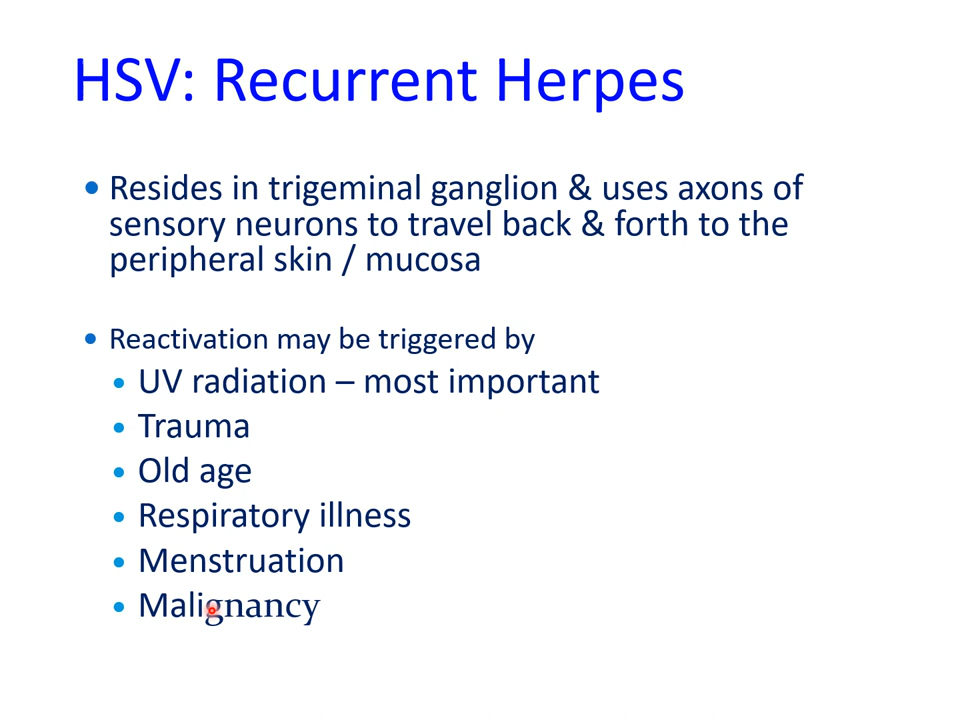 HSV: Recurrent Herpes
• Resides in trigeminal ganglion & uses axons of
sensory neurons to travel back & forth to the
peripheral skin / mucosa
• Reactivation may be triggered by
• UV radiation – most important
• Trauma
• Old age
• Respiratory illness
• Menstruation
• Malignancy